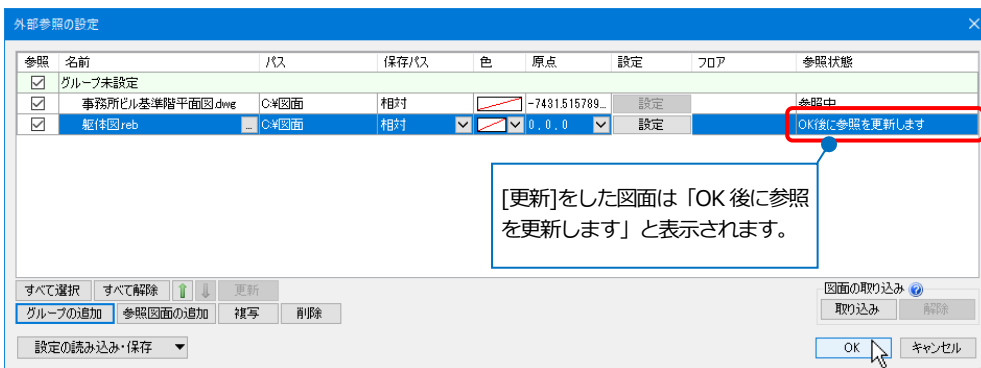 外部参照の設定
参照 名前 パス 保存パス 色 原点 設定 フロア 参照状態
グループ未設定
事務所ビル基準階平面図.dwg C:¥図面 相対 -7431.515789... 設定 参照中
躯体図.reb ... C:¥図面 相対 0, 0, 0 設定 OK後に参照を更新します
[更新]をした図面は「OK 後に参照
を更新します」と表示されます。
すべて選択 すべて解除 更新 図面の取り込み
グループの追加 参照図面の追加 複写 削除 取り込み 解除
設定の読み込み・保存 OK キャンセル